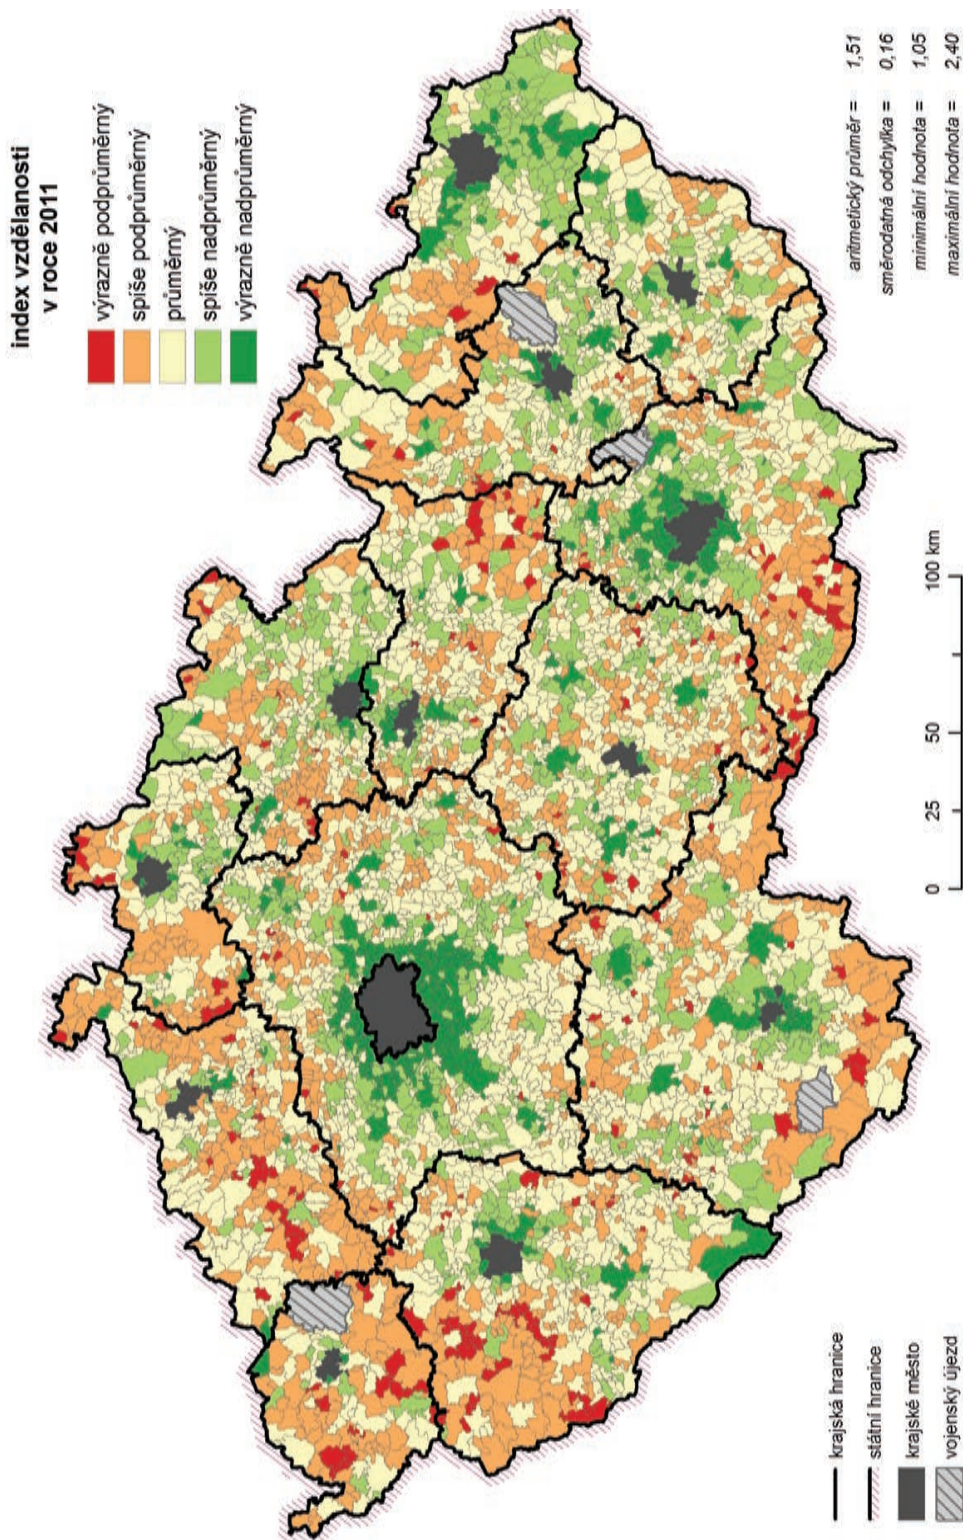 index vzdělanosti
v roce 2011
výrazně podprůměrný
spíše podprůměrný
průměrný
spíše nadprůměrný
výrazně nadprůměrný
krajská hranice
státní hranice
krajské město
vojenský újezd
0 25 50 100 km
aritmetický průměr = 1,51
směrodatná odchylka = 0,16
minimální hodnota = 1,05
maximální hodnota = 2,40